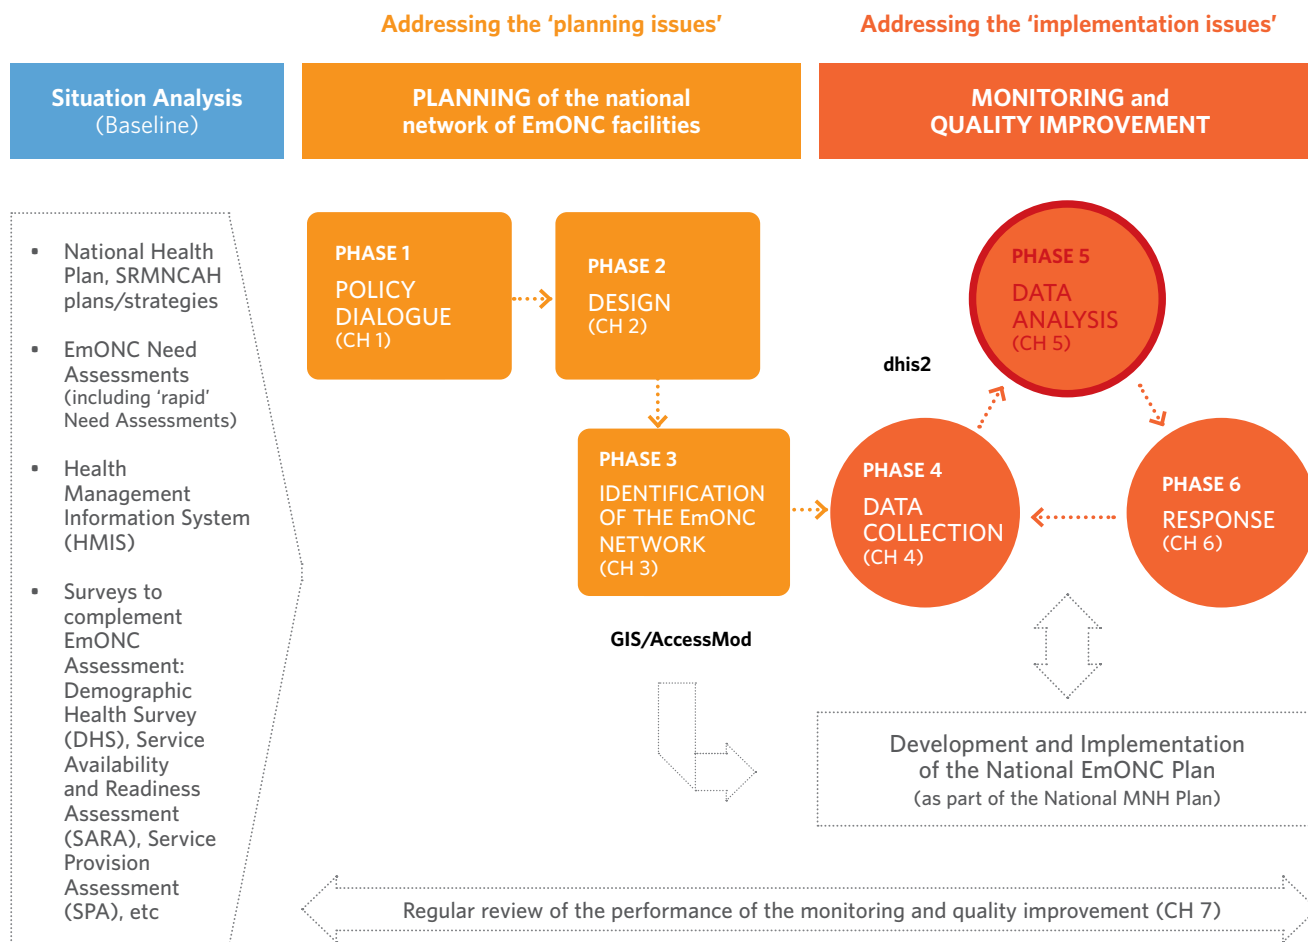 Addressing the ‘planning issues’
Addressing the ‘implementation issues’
Situation Analysis
(Baseline)
PLANNING of the national
network of EmONC facilities
MONITORING and
QUALITY IMPROVEMENT
• National Health
Plan, SRMNCAH
plans/strategies
• EmONC Need
Assessments
(including ‘rapid’
Need Assessments)
• Health
Management
Information System
(HMIS)
• Surveys to
complement
EmONC
Assessment:
Demographic
Health Survey
(DHS), Service
Availability
and Readiness
Assessment
(SARA), Service
Provision
Assessment
(SPA), etc
PHASE 1
POLICY
DIALOGUE
(CH 1)
PHASE 2
DESIGN
(CH 2)
PHASE 3
IDENTIFICATION
OF THE EmONC
NETWORK
(CH 3)
GIS/AccessMod
PHASE 4
DATA
COLLECTION
(CH 4)
dhis2
PHASE 5
DATA
ANALYSIS
(CH 5)
PHASE 6
RESPONSE
(CH 6)
Development and Implementation
of the National EmONC Plan
(as part of the National MNH Plan)
Regular review of the performance of the monitoring and quality improvement (CH 7)